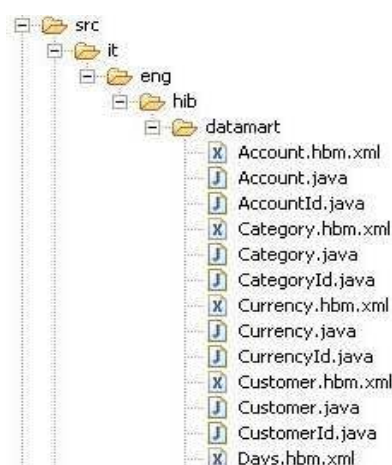 src
it
eng
hib
datamart
Account.hbm.xml
Account.java
AccountId.java
Category.hbm.xml
Category.java
CategoryId.java
Currency.hbm.xml
Currency.java
CurrencyId.java
Customer.hbm.xml
Customer.java
CustomerId.java
Days.hbm.xml